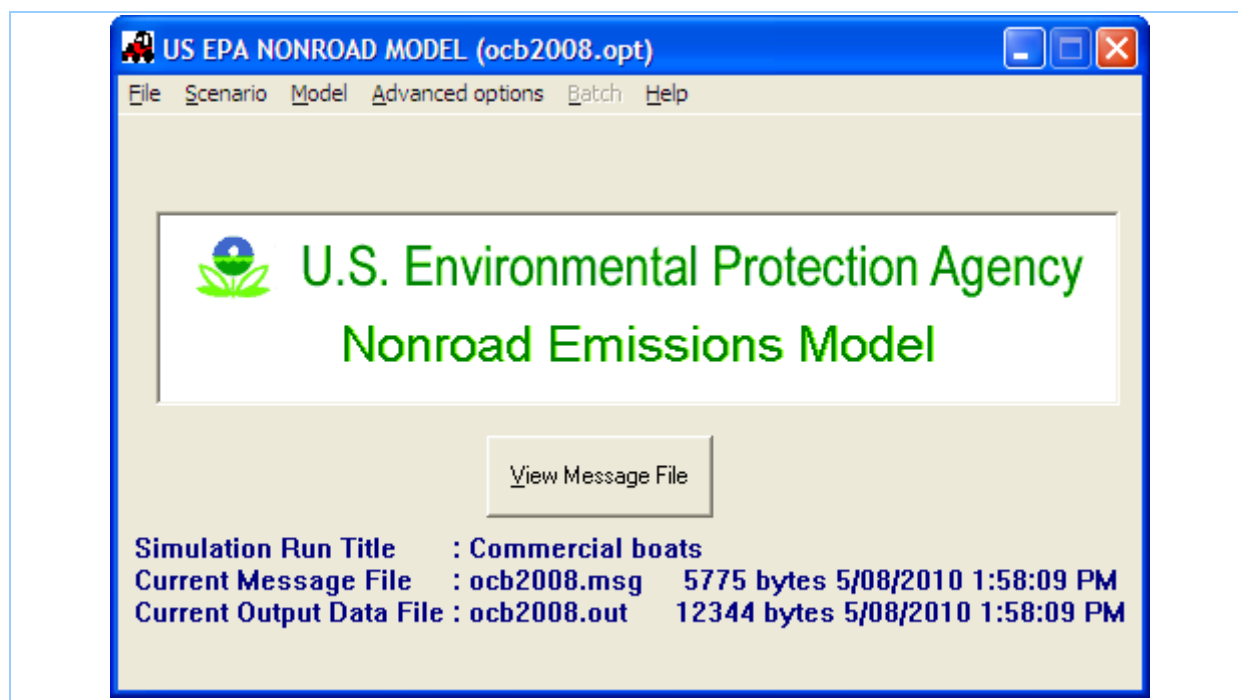 US EPA NONROAD MODEL (ocb2008.opt)
File Scenario Model Advanced options Batch Help
U.S. Environmental Protection Agency
Nonroad Emissions Model
View Message File
Simulation Run Title : Commercial boats
Current Message File : ocb2008.msg 5775 bytes 5/08/2010 1:58:09 PM
Current Output Data File : ocb2008.out 12344 bytes 5/08/2010 1:58:09 PM